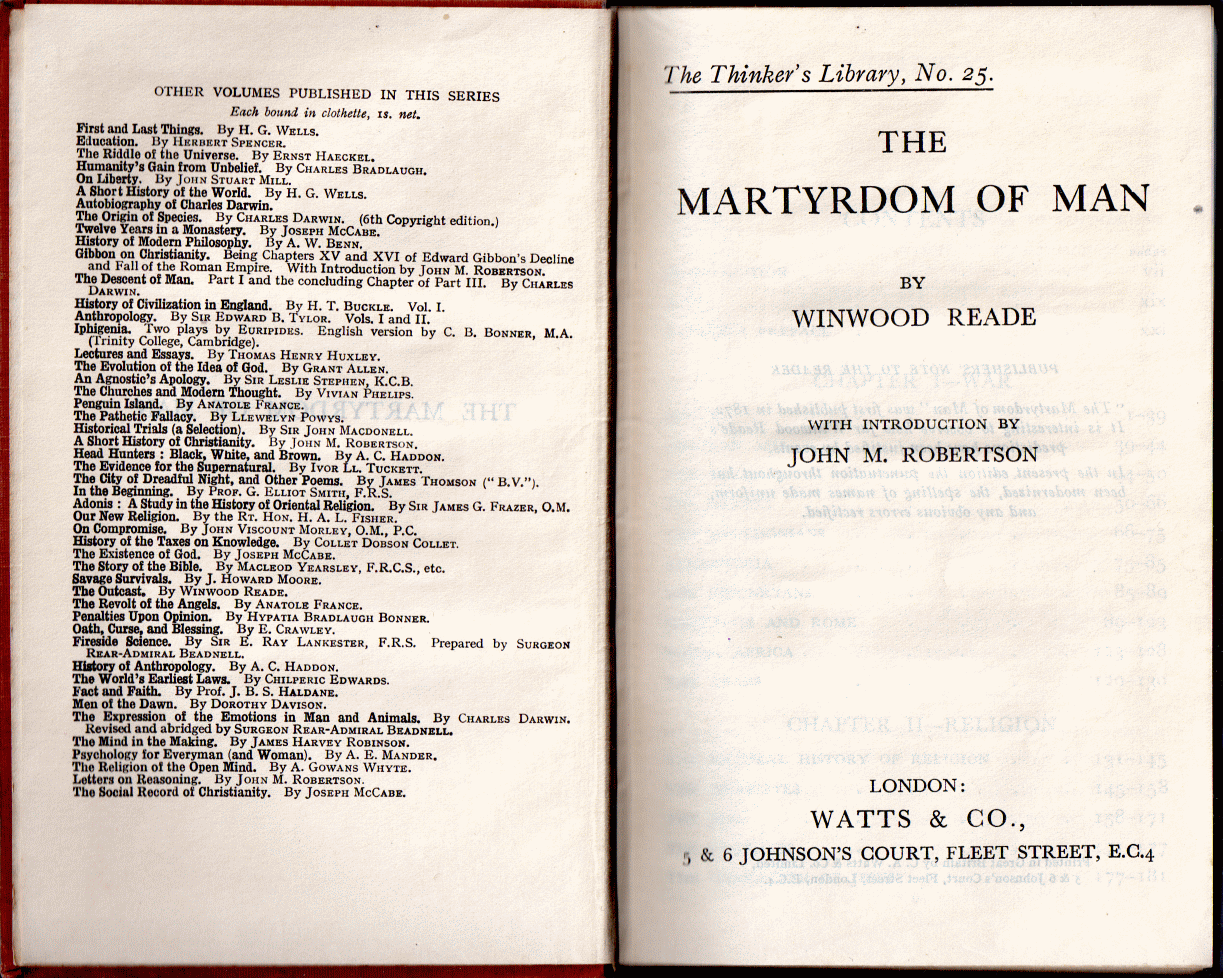 OTHER VOLUMES PUBLISHED IN THIS SERIES
Each bound in clothette, 1s. net.
First and Last Things. By H. G. WELLS.
Education. By HERBERT SPENCER.
The Riddle of the Universe. By ERNST HAECKEL.
Humanity's Gain from Unbelief. By CHARLES BRADLAUGH.
On Liberty. By JOHN STUART MILL.
A Short History of the World. By H. G. WELLS.
Autobiography of Charles Darwin.
The Origin of Species. By CHARLES DARWIN. (6th Copyright edition.)
Twelve Years in a Monastery. By JOSEPH MCCABE.
History of Modern Philosophy. By A. W. BENN.
Gibbon on Christianity. Being Chapters XV and XVI of Edward Gibbon's Decline
and Fall of the Roman Empire. With Introduction by JOHN M. ROBERTSON.
The Descent of Man. Part I and the concluding Chapter of Part III. By CHARLES
DARWIN.
History of Civilization in England. By H. T. BUCKLE. Vol. I.
Anthropology. By SIR EDWARD B. TYLOR. Vols. I and II.
Iphigenia. Two plays by EURIPIDES. English version by C. B. BONNER, M.A.
(Trinity College, Cambridge).
Lectures and Essays. By THOMAS HENRY HUXLEY.
The Evolution of the Idea of God. By GRANT ALLEN.
An Agnostic's Apology. By SIR LESLIE STEPHEN, K.C.B.
The Churches and Modern Thought. By VIVIAN PHELIPS.
Penguin Island. By ANATOLE FRANCE.
The Pathetic Fallacy. By LLEWELYN POWYS.
Historical Trials (a Selection). By SIR JOHN MACDONELL.
A Short History of Christianity. By JOHN M. ROBERTSON.
Head Hunters : Black, White, and Brown. By A. C. HADDON.
The Evidence for the Supernatural. By IVOR LL. TUCKETT.
The City of Dreadful Night, and Other Poems. By JAMES THOMSON ("B.V.").
In the Beginning. By PROF. G. ELLIOT SMITH, F.R.S.
Adonis : A Study in the History of Oriental Religion. By SIR JAMES G. FRAZER, O.M.
Our New Religion. By the RT. HON. H. A. L. FISHER.
On Compromise. By JOHN VISCOUNT MORLEY, O.M., P.C.
History of the Taxes on Knowledge. By COLLET DOBSON COLLET.
The Existence of God. By JOSEPH MCCABE.
The Story of the Bible. By MACLEOD YEARSLEY, F.R.C.S., etc.
Savage Survivals. By J. HOWARD MOORE.
The Outcast. By WINWOOD READE.
The Revolt of the Angels. By ANATOLE FRANCE.
Penalties Upon Opinion. By HYPATIA BRADLAUGH BONNER.
Oath, Curse, and Blessing. By E. CRAWLEY.
Fireside Science. By SIR E. RAY LANKESTER, F.R.S. Prepared by SURGEON
REAR-ADMIRAL BEADNELL.
History of Anthropology. By A. C. HADDON.
The World's Earliest Laws. By CHILPERIC EDWARDS.
Fact and Faith. By Prof. J. B. S. HALDANE.
Men of the Dawn. By DOROTHY DAVISON.
The Expression of the Emotions in Man and Animals. By CHARLES DARWIN.
Revised and abridged by SURGEON REAR-ADMIRAL BEADNELL.
The Mind in the Making. By JAMES HARVEY ROBINSON.
Psychology for Everyman (and Woman). By A. E. MANDER.
The Religion of the Open Mind. By A. GOWANS WHYTE.
Letters on Reasoning. By JOHN M. ROBERTSON.
The Social Record of Christianity. By JOSEPH MCCABE.
The Thinker's Library, No. 25.
THE
MARTYRDOM OF MAN
BY
WINWOOD READE
WITH INTRODUCTION BY
JOHN M. ROBERTSON
LONDON:
WATTS & CO.,
5 & 6 JOHNSON'S COURT, FLEET STREET, E.C.4